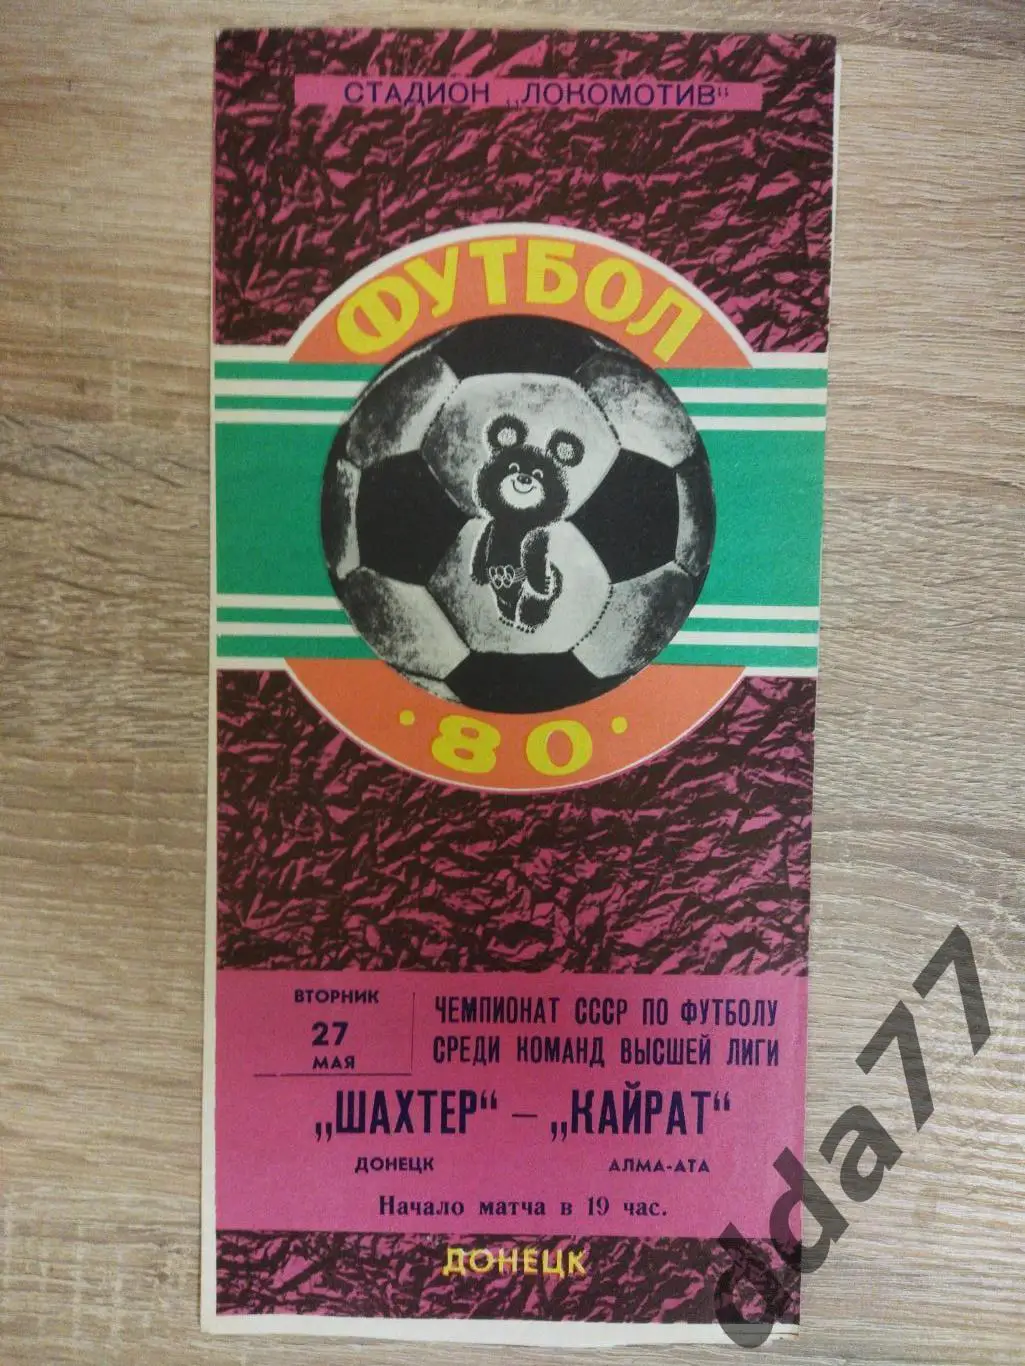 СТАДИОН „ЛОКОМОТИВ"
ФУТБОЛ
·80·
ВТОРНИК
27
МАЯ
ЧЕМПИОНАТ СССР ПО ФУТБОЛУ
СРЕДИ КОМАНД ВЫСШЕЙ ЛИГИ
„ШАХТЕР" – „КАЙРАТ"
ДОНЕЦК АЛМА-АТА
Начало матча в 19 час.
ДОНЕЦК
dda77